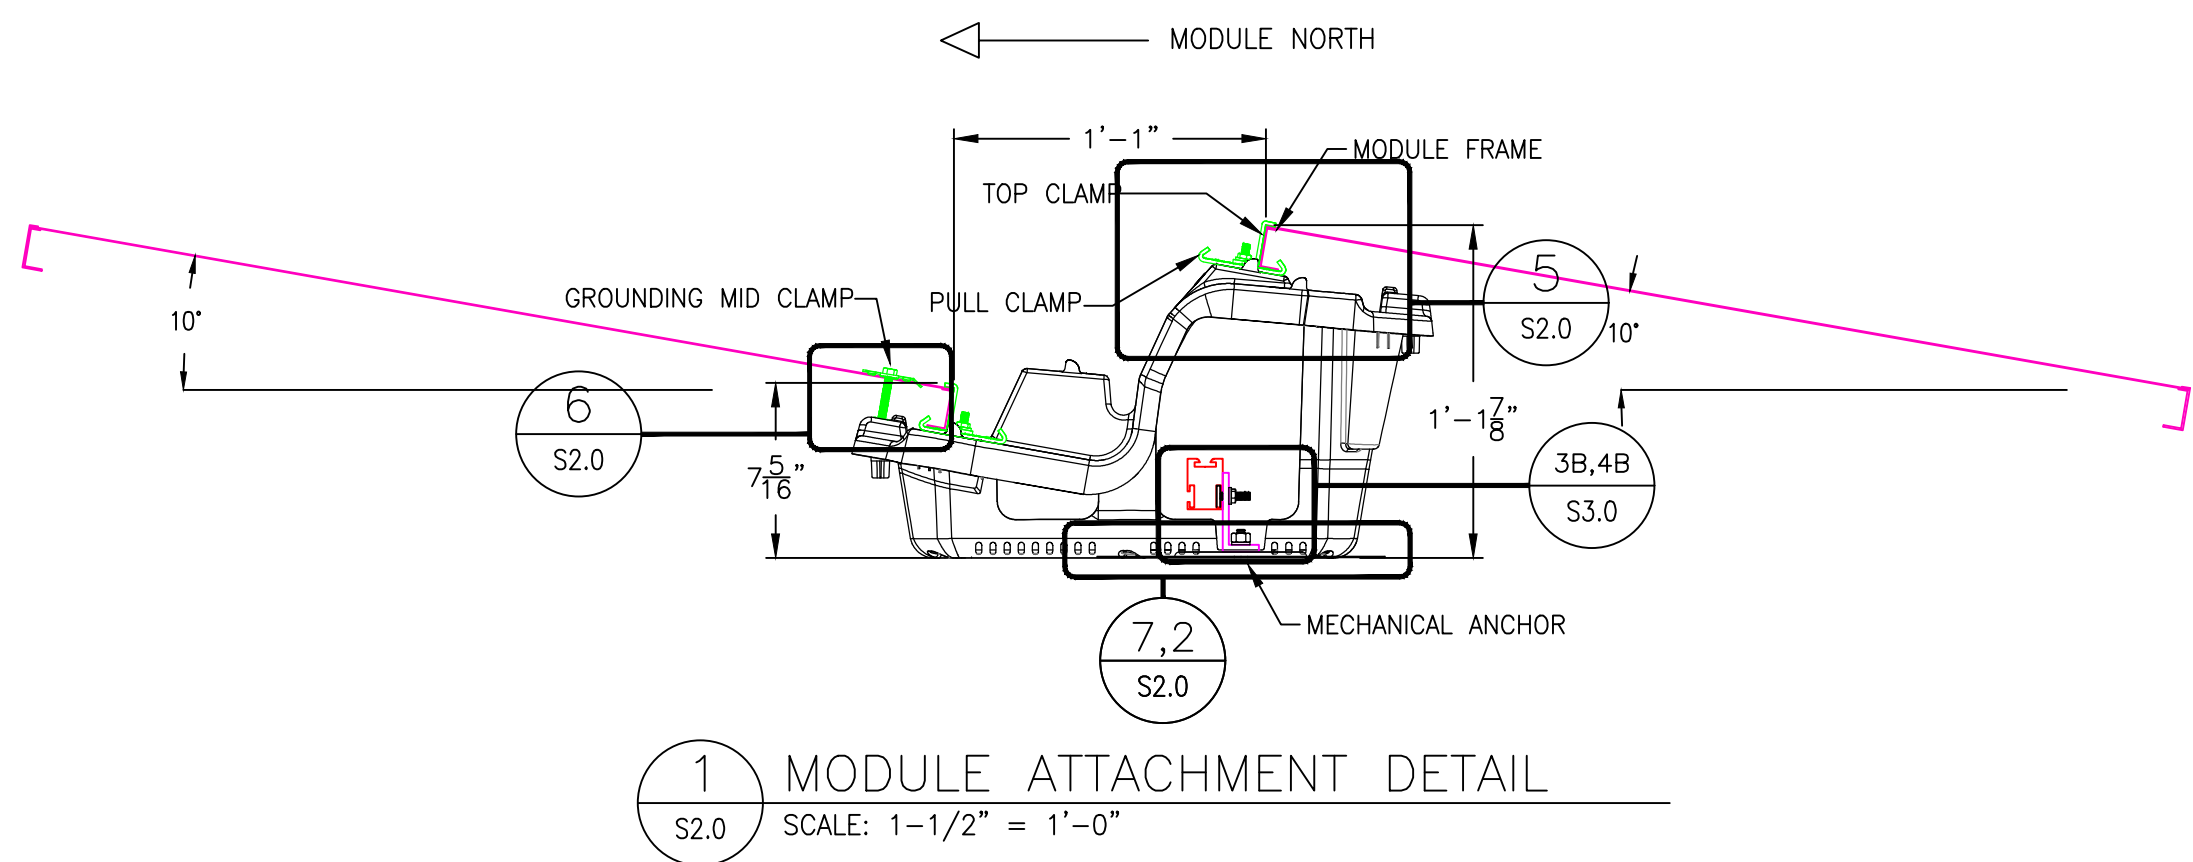 MODULE NORTH
1'-1"
MODULE FRAME
TOP CLAMP
GROUNDING MID CLAMP
PULL CLAMP
10°
5
S2.0
10°
6
S2.0
7 5/16"
1'-1 7/8"
3B,4B
S3.0
7,2
S2.0
MECHANICAL ANCHOR
1
S2.0
MODULE ATTACHMENT DETAIL
SCALE: 1-1/2" = 1'-0"